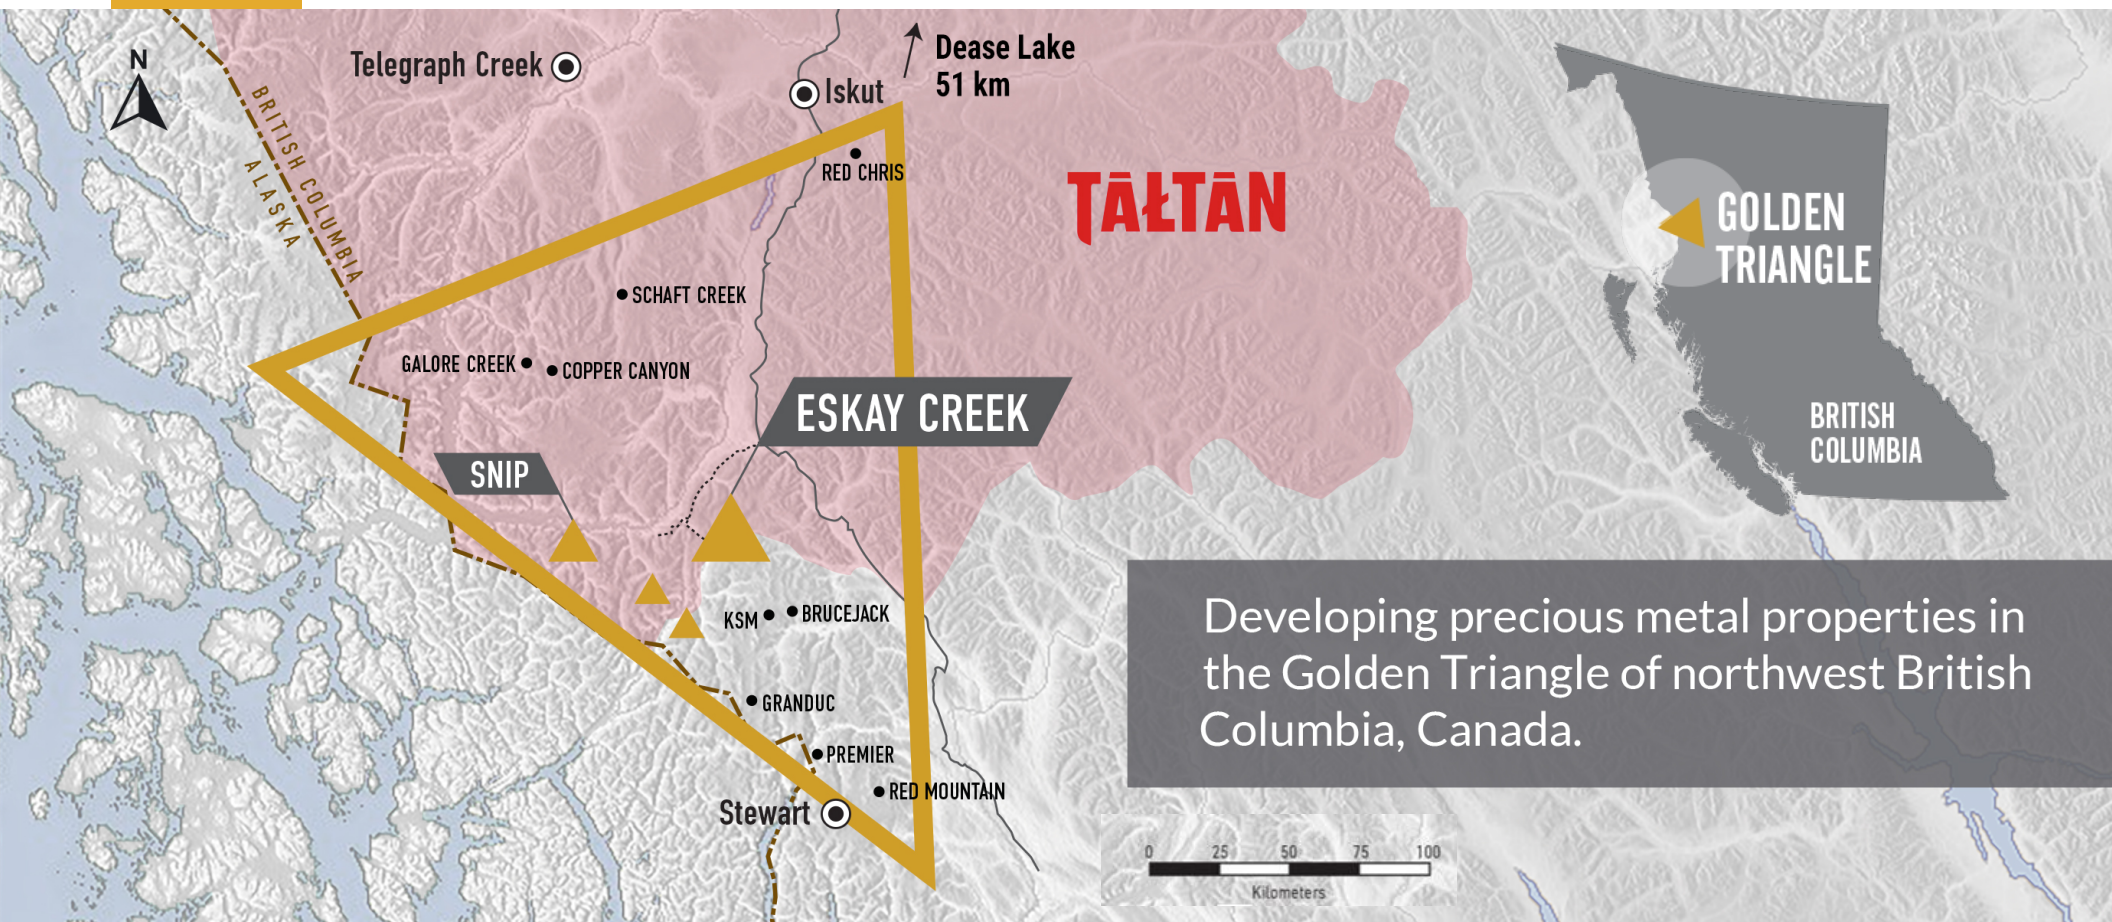 N
Telegraph Creek
Iskut
Dease Lake
51 km
BRITISH COLUMBIA
ALASKA
RED CHRIS
TĀŁTĀN
SCHAFT CREEK
GALORE CREEK
COPPER CANYON
ESKAY CREEK
SNIP
KSM
BRUCEJACK
GRANDUC
PREMIER
RED MOUNTAIN
Stewart
GOLDEN
TRIANGLE
BRITISH
COLUMBIA
Developing precious metal properties in
the Golden Triangle of northwest British
Columbia, Canada.
0 25 50 75 100
Kilometers